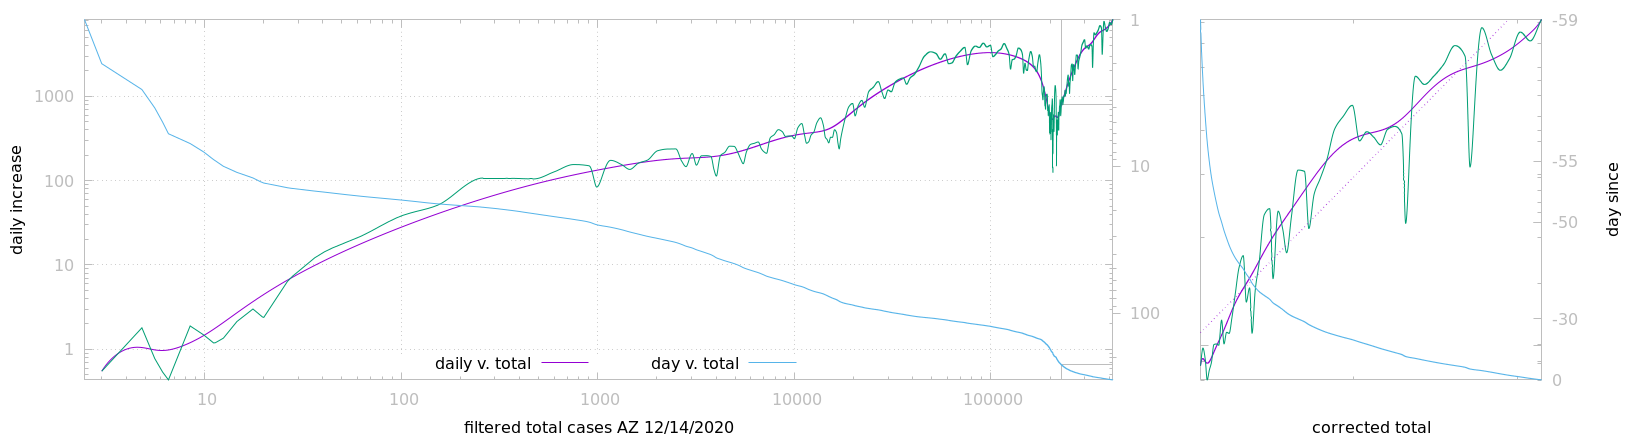 daily increase
1000
100
10
1
10
100
1000
10000
100000
1
10
100
daily v. total
day v. total
filtered total cases AZ 12/14/2020
-59
-55
-50
-30
0
day since
corrected total